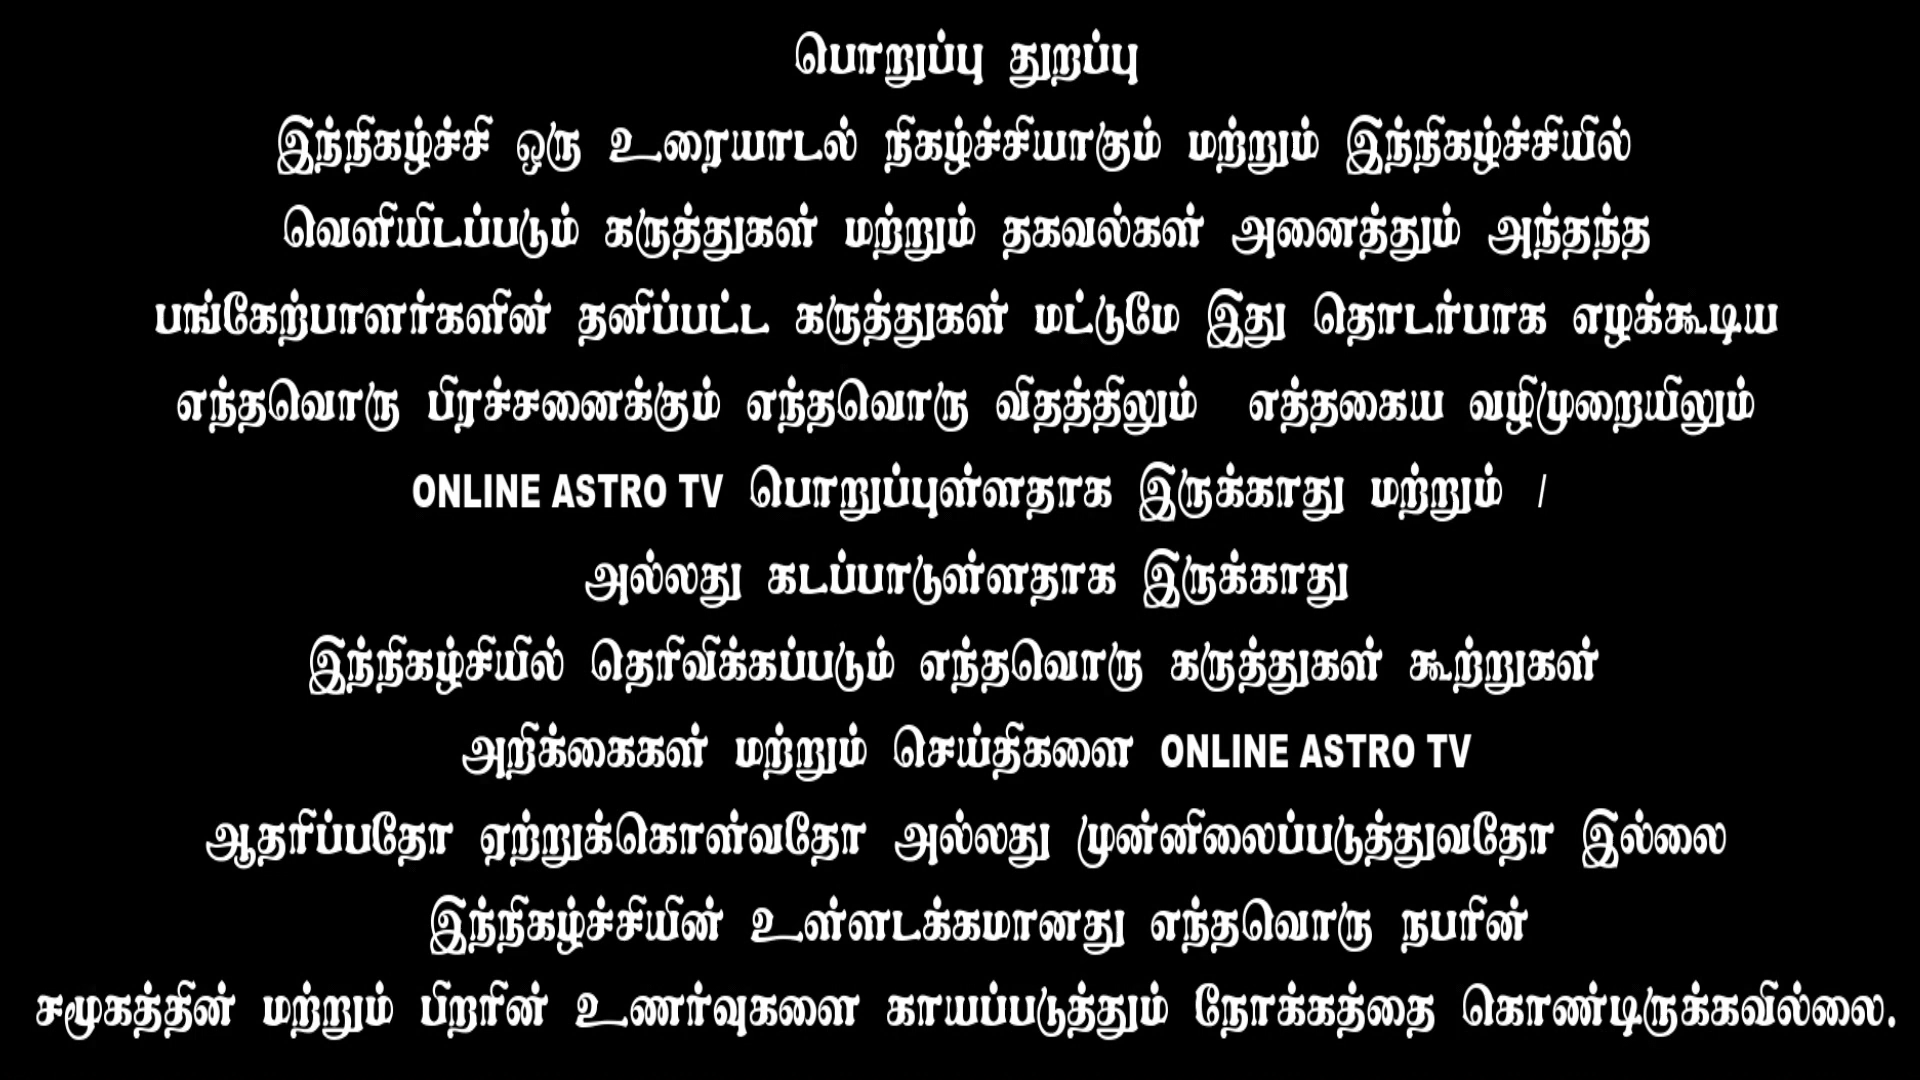 பொறுப்பு துறப்பு
இந்நிகழ்ச்சி ஒரு உரையாடல் நிகழ்ச்சியாகும் மற்றும் இந்நிகழ்ச்சியில்
வெளியிடப்படும் கருத்துகள் மற்றும் தகவல்கள் அனைத்தும் அந்தந்த
பங்கேற்பாளர்களின் தனிப்பட்ட கருத்துகள் மட்டுமே இது தொடர்பாக எழக்கூடிய
எந்தவொரு பிரச்சனைக்கும் எந்தவொரு விதத்திலும் எத்தகைய வழிமுறையிலும்
ONLINE ASTRO TV பொறுப்புள்ளதாக இருக்காது மற்றும் /
அல்லது கடப்பாடுள்ளதாக இருக்காது
இந்நிகழ்சியில் தெரிவிக்கப்படும் எந்தவொரு கருத்துகள் கூற்றுகள்
அறிக்கைகள் மற்றும் செய்திகளை ONLINE ASTRO TV
ஆதரிப்பதோ ஏற்றுக்கொள்வதோ அல்லது முன்னிலைப்படுத்துவதோ இல்லை
இந்நிகழ்ச்சியின் உள்ளடக்கமானது எந்தவொரு நபரின்
சமூகத்தின் மற்றும் பிறரின் உணர்வுகளை காயப்படுத்தும் நோக்கத்தை கொண்டிருக்கவில்லை.